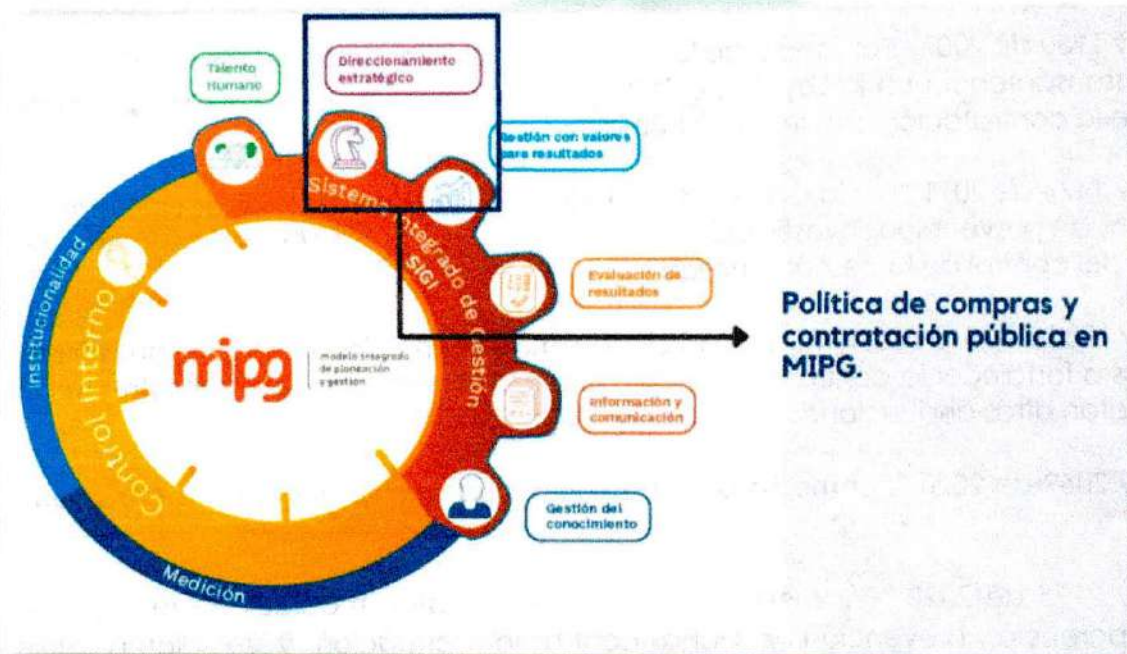 Talento
Humano
Direccionamiento
estratégico
Gestión con valores
para resultados
Evaluación de
resultados
Información y
comunicación
Gestión del
conocimiento
Sistema Integrado de Gestión
SIGI
Institucionalidad
Control Interno
Medición
mipg
modelo integrado
de planeación
y gestión
Política de compras y
contratación pública en
MIPG.